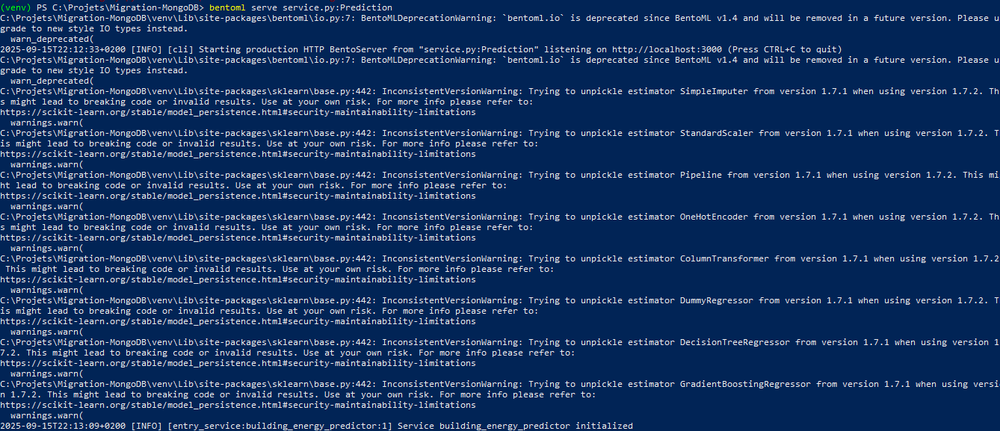 (venv) PS C:\Projets\Migration-MongoDB> bentoml serve service.py:Prediction
C:\Projets\Migration-MongoDB\venv\Lib\site-packages\bentoml\io.py:7: BentoMLDeprecationWarning: `bentoml.io` is deprecated since BentoML v1.4 and will be removed in a future version. Please u
grade to new style IO types instead.
  warn_deprecated(
2025-09-15T22:12:33+0200 [INFO] [cli] Starting production HTTP BentoServer from "service.py:Prediction" listening on http://localhost:3000 (Press CTRL+C to quit)
C:\Projets\Migration-MongoDB\venv\Lib\site-packages\bentoml\io.py:7: BentoMLDeprecationWarning: `bentoml.io` is deprecated since BentoML v1.4 and will be removed in a future version. Please u
grade to new style IO types instead.
  warn_deprecated(
C:\Projets\Migration-MongoDB\venv\Lib\site-packages\sklearn\base.py:442: InconsistentVersionWarning: Trying to unpickle estimator SimpleImputer from version 1.7.1 when using version 1.7.2. Th
s might lead to breaking code or invalid results. Use at your own risk. For more info please refer to:
https://scikit-learn.org/stable/model_persistence.html#security-maintainability-limitations
  warnings.warn(
C:\Projets\Migration-MongoDB\venv\Lib\site-packages\sklearn\base.py:442: InconsistentVersionWarning: Trying to unpickle estimator StandardScaler from version 1.7.1 when using version 1.7.2. T
is might lead to breaking code or invalid results. Use at your own risk. For more info please refer to:
https://scikit-learn.org/stable/model_persistence.html#security-maintainability-limitations
  warnings.warn(
C:\Projets\Migration-MongoDB\venv\Lib\site-packages\sklearn\base.py:442: InconsistentVersionWarning: Trying to unpickle estimator Pipeline from version 1.7.1 when using version 1.7.2. This mi
ht lead to breaking code or invalid results. Use at your own risk. For more info please refer to:
https://scikit-learn.org/stable/model_persistence.html#security-maintainability-limitations
  warnings.warn(
C:\Projets\Migration-MongoDB\venv\Lib\site-packages\sklearn\base.py:442: InconsistentVersionWarning: Trying to unpickle estimator OneHotEncoder from version 1.7.1 when using version 1.7.2. Th
s might lead to breaking code or invalid results. Use at your own risk. For more info please refer to:
https://scikit-learn.org/stable/model_persistence.html#security-maintainability-limitations
  warnings.warn(
C:\Projets\Migration-MongoDB\venv\Lib\site-packages\sklearn\base.py:442: InconsistentVersionWarning: Trying to unpickle estimator ColumnTransformer from version 1.7.1 when using version 1.7.2
 This might lead to breaking code or invalid results. Use at your own risk. For more info please refer to:
https://scikit-learn.org/stable/model_persistence.html#security-maintainability-limitations
  warnings.warn(
C:\Projets\Migration-MongoDB\venv\Lib\site-packages\sklearn\base.py:442: InconsistentVersionWarning: Trying to unpickle estimator DummyRegressor from version 1.7.1 when using version 1.7.2. T
is might lead to breaking code or invalid results. Use at your own risk. For more info please refer to:
https://scikit-learn.org/stable/model_persistence.html#security-maintainability-limitations
  warnings.warn(
C:\Projets\Migration-MongoDB\venv\Lib\site-packages\sklearn\base.py:442: InconsistentVersionWarning: Trying to unpickle estimator DecisionTreeRegressor from version 1.7.1 when using version 1
7.2. This might lead to breaking code or invalid results. Use at your own risk. For more info please refer to:
https://scikit-learn.org/stable/model_persistence.html#security-maintainability-limitations
  warnings.warn(
C:\Projets\Migration-MongoDB\venv\Lib\site-packages\sklearn\base.py:442: InconsistentVersionWarning: Trying to unpickle estimator GradientBoostingRegressor from version 1.7.1 when using versi
n 1.7.2. This might lead to breaking code or invalid results. Use at your own risk. For more info please refer to:
https://scikit-learn.org/stable/model_persistence.html#security-maintainability-limitations
  warnings.warn(
2025-09-15T22:13:09+0200 [INFO] [entry_service:building_energy_predictor:1] Service building_energy_predictor initialized